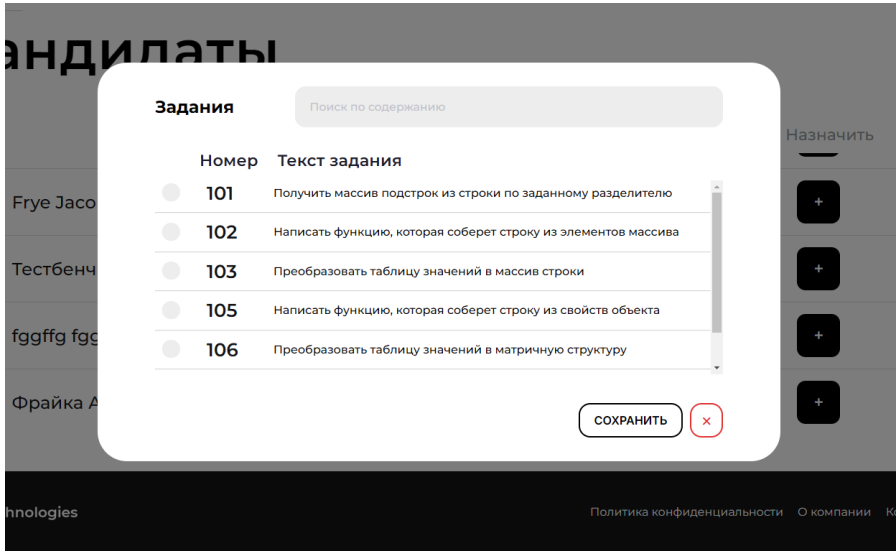 андидаты
Задания
Поиск по содержанию
Назначить
Номер Текст задания
101 Получить массив подстрок из строки по заданному разделителю
Frye Jaco
+
102 Написать функцию, которая соберет строку из элементов массива
103 Преобразовать таблицу значений в массив строки
Тестбенч
+
105 Написать функцию, которая соберет строку из свойств объекта
fggffg fgg
+
106 Преобразовать таблицу значений в матричную структуру
Фрайка А
+
СОХРАНИТЬ ×
hnologies
Политика конфиденциальности О компании Ко